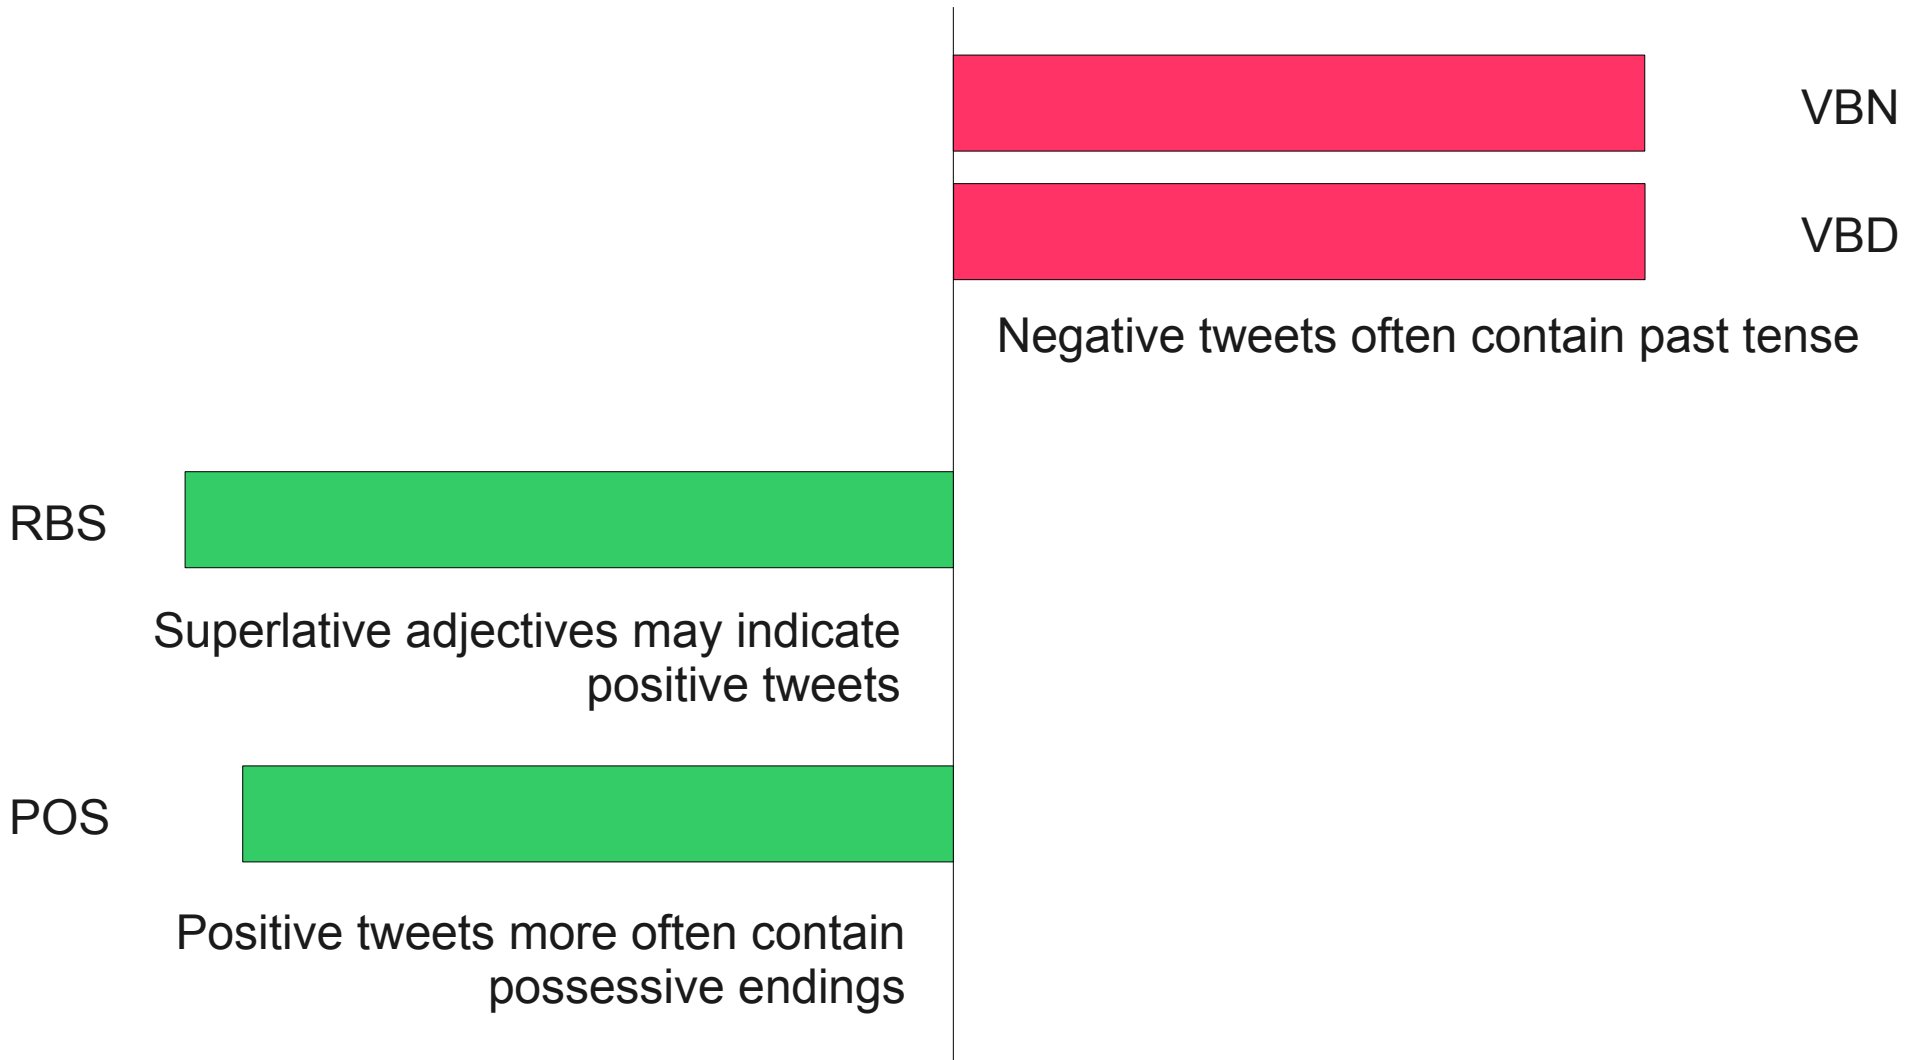 VBN
VBD
Negative tweets often contain past tense
RBS
Superlative adjectives may indicate
positive tweets
POS
Positive tweets more often contain
possessive endings